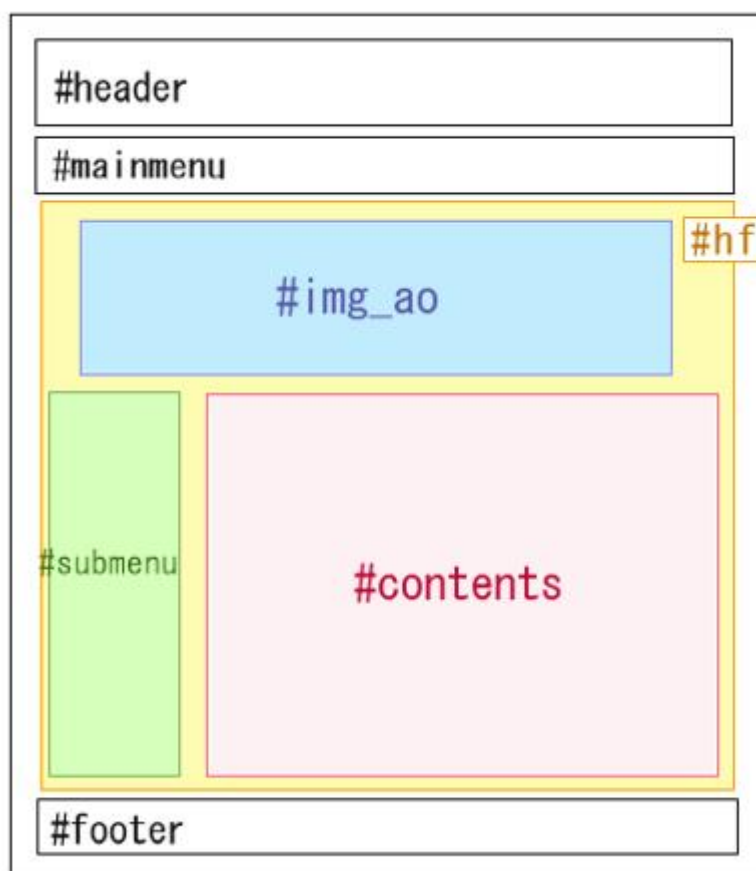 #header
#mainmenu
#hf
#img_ao
#submenu
#contents
#footer